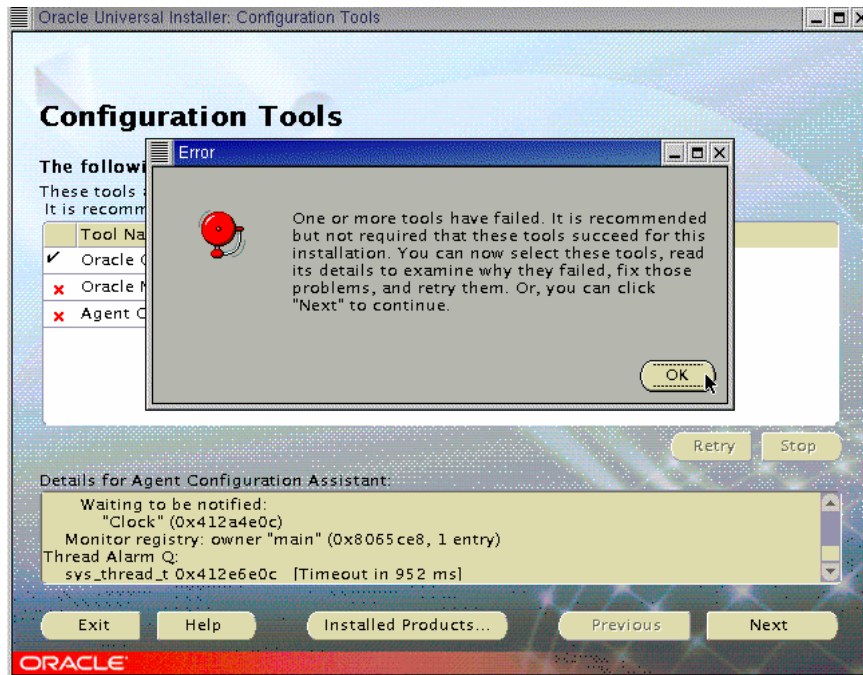 Oracle Universal Installer: Configuration Tools
Configuration Tools
The followi
These tools
It is recomm
Tool Na
Oracle
Oracle
Agent C
Error
One or more tools have failed. It is recommended
but not required that these tools succeed for this
installation. You can now select these tools, read
its details to examine why they failed, fix those
problems, and retry them. Or, you can click
"Next" to continue.
OK
Retry
Stop
Details for Agent Configuration Assistant:
Waiting to be notified:
"Clock" (0x412a4e0c)
Monitor registry: owner "main" (0x8065ce8, 1 entry)
Thread Alarm Q:
sys_thread_t 0x412e6e0c [Timeout in 952 ms]
Exit
Help
Installed Products...
Previous
Next
ORACLE